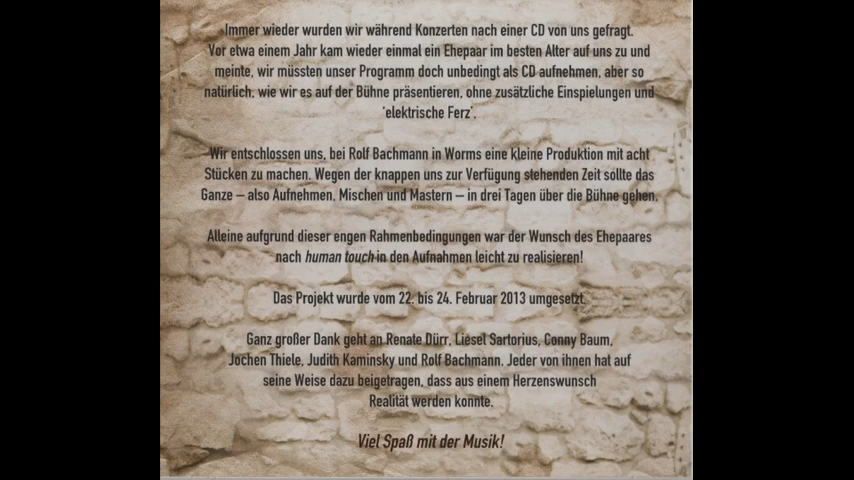 Immer wieder wurden wir während Konzerten nach einer CD von uns gefragt.
Vor etwa einem Jahr kam wieder einmal ein Ehepaar im besten Alter auf uns zu und
meinte, wir müssten unser Programm doch unbedingt als CD aufnehmen, aber so
natürlich, wie wir es auf der Bühne präsentieren, ohne zusätzliche Einspielungen und
'elektrische Ferz'.
Wir entschlossen uns, bei Rolf Bachmann in Worms eine kleine Produktion mit acht
Stücken zu machen. Wegen der knappen uns zur Verfügung stehenden Zeit sollte das
Ganze – also Aufnehmen, Mischen und Mastern – in drei Tagen über die Bühne gehen.
Alleine aufgrund dieser engen Rahmenbedingungen war der Wunsch des Ehepaares
nach human touch in den Aufnahmen leicht zu realisieren!
Das Projekt wurde vom 22. bis 24. Februar 2013 umgesetzt.
Ganz großer Dank geht an Renate Dürr, Liesel Sartorius, Conny Baum,
Jochen Thiele, Judith Kaminsky und Rolf Bachmann. Jeder von ihnen hat auf
seine Weise dazu beigetragen, dass aus einem Herzenswunsch
Realität werden konnte.
Viel Spaß mit der Musik!